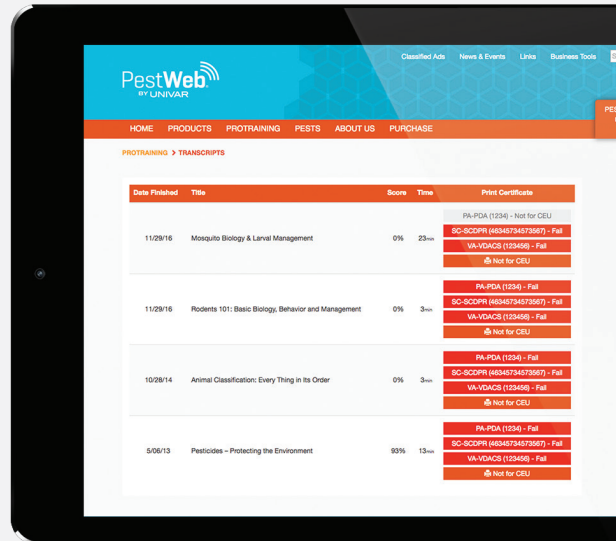 Classified Ads News & Events Links Business Tools
PestWeb
BY UNIVAR
HOME PRODUCTS PROTRAINING PESTS ABOUT US PURCHASE
PROTRAINING > TRANSCRIPTS
Date Finished Title Score Time Print Certificate
PA-PDA (1234) - Not for CEU
SC-SCDPR (46345734573567) - Fail
11/29/16 Mosquito Biology & Larval Management 0% 23min
VA-VDACS (123456) - Fail
Not for CEU
PA-PDA (1234) - Fail
SC-SCDPR (46345734573567) - Fail
11/29/16 Rodents 101: Basic Biology, Behavior and Management 0% 3min
VA-VDACS (123456) - Fail
Not for CEU
PA-PDA (1234) - Fail
SC-SCDPR (46345734573567) - Fail
10/28/14 Animal Classification: Every Thing in Its Order 0% 3min
VA-VDACS (123456) - Fail
Not for CEU
PA-PDA (1234) - Fail
SC-SCDPR (46345734573567) - Fail
5/06/13 Pesticides – Protecting the Environment 93% 13min
VA-VDACS (123456) - Fail
Not for CEU